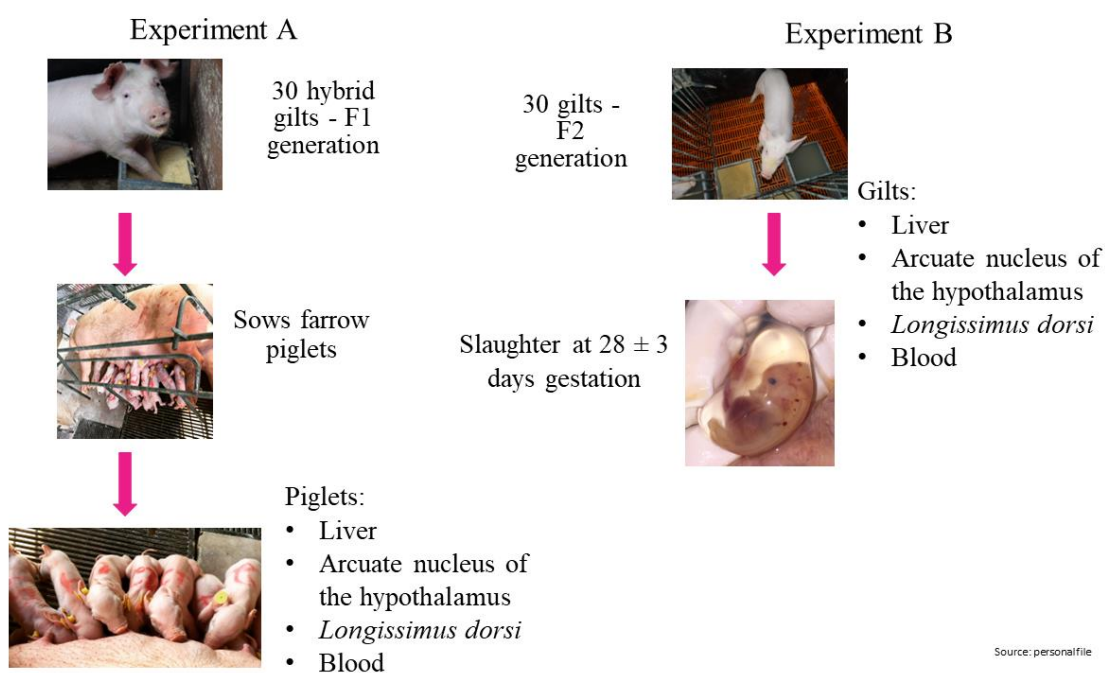 Experiment A
30 hybrid
gilts - F1
generation
Sows farrow
piglets
Piglets:
• Liver
• Arcuate nucleus of
the hypothalamus
• Longissimus dorsi
• Blood
Experiment B
30 gilts -
F2
generation
Slaughter at 28 ± 3
days gestation
Gilts:
• Liver
• Arcuate nucleus of
the hypothalamus
• Longissimus dorsi
• Blood
Source: personalfile